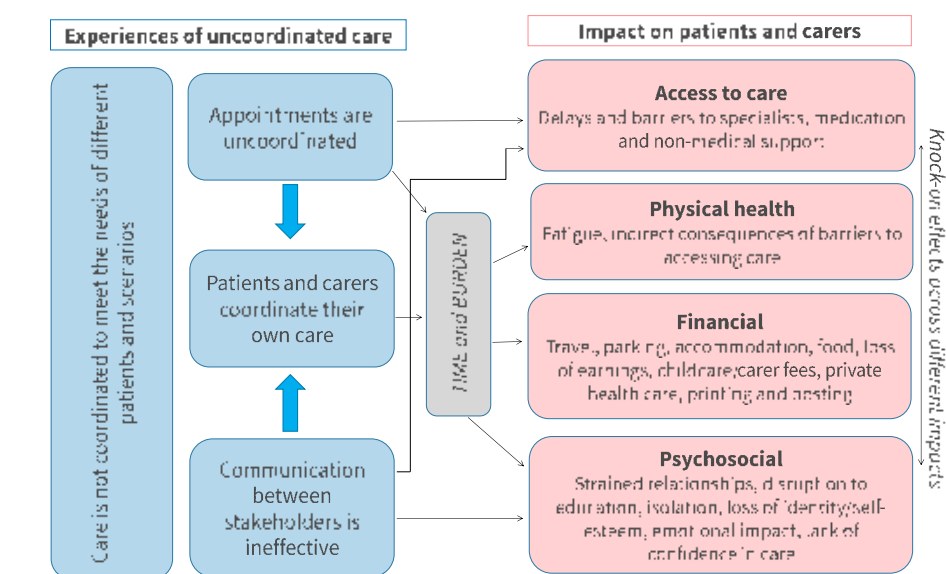 Experiences of uncoordinated care
Impact on patients and carers
Care is not coordinated to meet the needs of different
patients and scenarios
Appointments are
uncoordinated
Patients and carers
coordinate their
own care
Communication
between
stakeholders is
ineffective
TIME and BURDEN
Access to care
Delays and barriers to specialists, medication
and non-medical support
Physical health
Fatigue, indirect consequences of barriers to
accessing care
Financial
Travel, parking, accommodation, food, loss
of earnings, childcare/carer fees, private
health care, printing and posting
Psychosocial
Strained relationships, disruption to
education, isolation, loss of identity/self-
esteem, emotional impact, lack of
confidence in care
Knock-on effects across different impacts